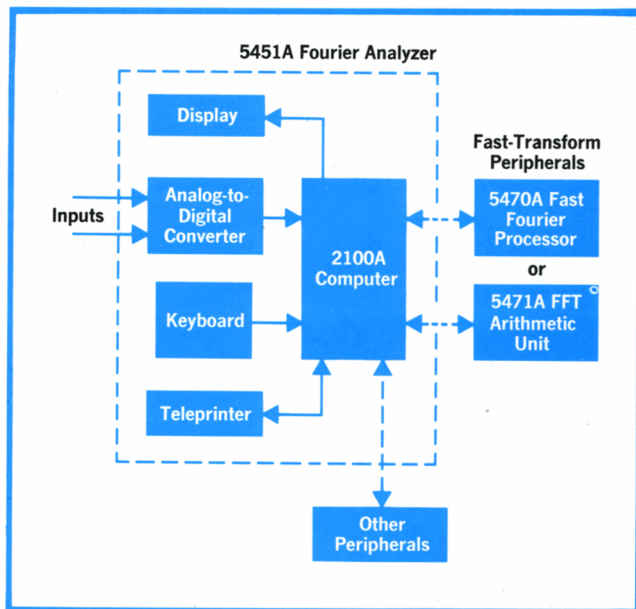 5451A Fourier Analyzer
Display
Fast-Transform
Peripherals
Inputs
Analog-to-
Digital
Converter
5470A Fast
Fourier
Processor
2100A
Computer
or
Keyboard
5471A FFT
Arithmetic
Unit
Teleprinter
Other
Peripherals